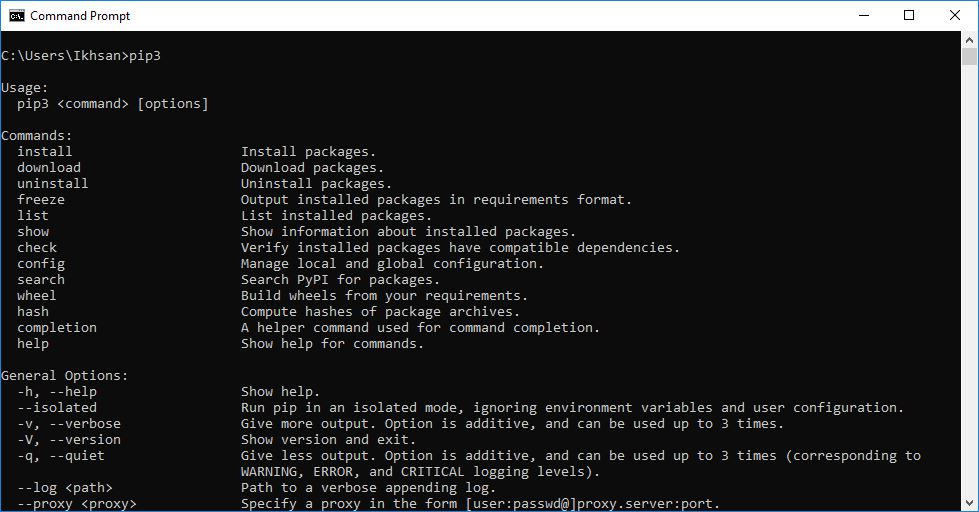 Command Prompt
C:\Users\Ikhsan>pip3
Usage:
pip3 <command> [options]
Commands:
install Install packages.
download Download packages.
uninstall Uninstall packages.
freeze Output installed packages in requirements format.
list List installed packages.
show Show information about installed packages.
check Verify installed packages have compatible dependencies.
config Manage local and global configuration.
search Search PyPI for packages.
wheel Build wheels from your requirements.
hash Compute hashes of package archives.
completion A helper command used for command completion.
help Show help for commands.
General Options:
-h, --help Show help.
--isolated Run pip in an isolated mode, ignoring environment variables and user configuration.
-v, --verbose Give more output. Option is additive, and can be used up to 3 times.
-V, --version Show version and exit.
-q, --quiet Give less output. Option is additive, and can be used up to 3 times (corresponding to
WARNING, ERROR, and CRITICAL logging levels).
--log <path> Path to a verbose appending log.
--proxy <proxy> Specify a proxy in the form [user:passwd@]proxy.server:port.